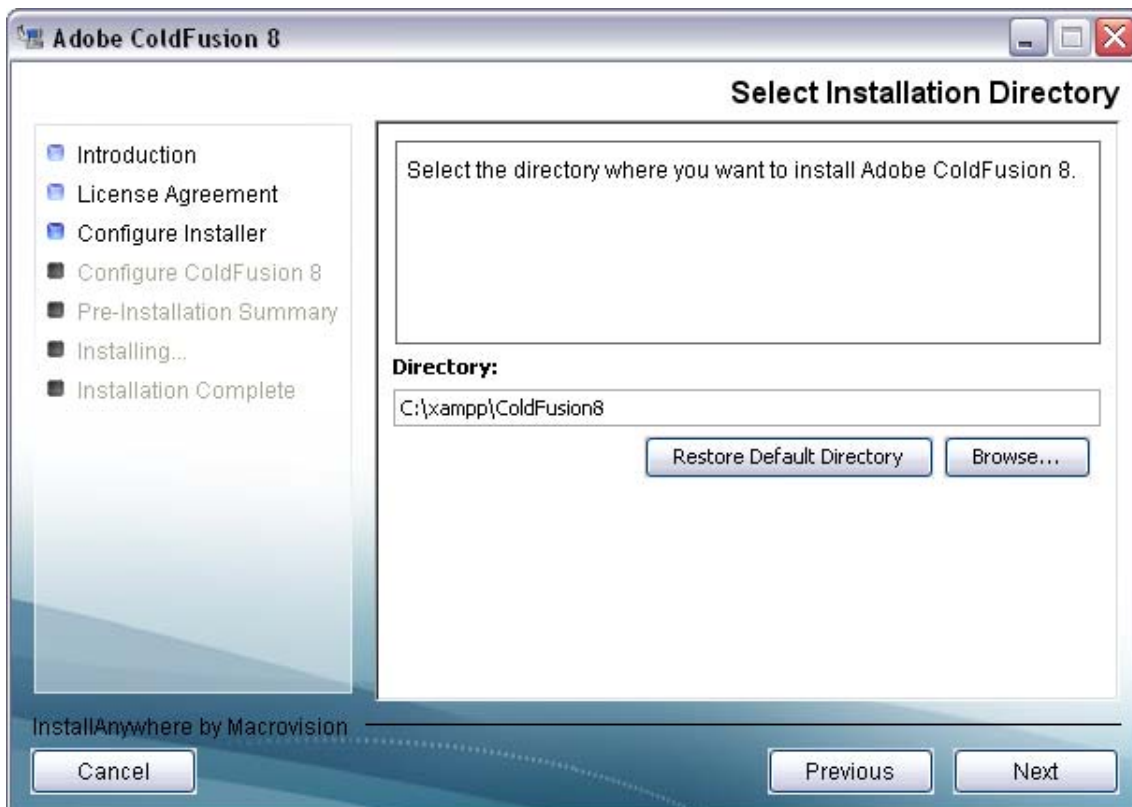 Adobe ColdFusion 8
Select Installation Directory
Introduction
License Agreement
Configure Installer
Configure ColdFusion 8
Pre-Installation Summary
Installing...
Installation Complete
Select the directory where you want to install Adobe ColdFusion 8.
Directory:
C:\xampp\ColdFusion8
Restore Default Directory
Browse...
InstallAnywhere by Macrovision
Cancel
Previous
Next